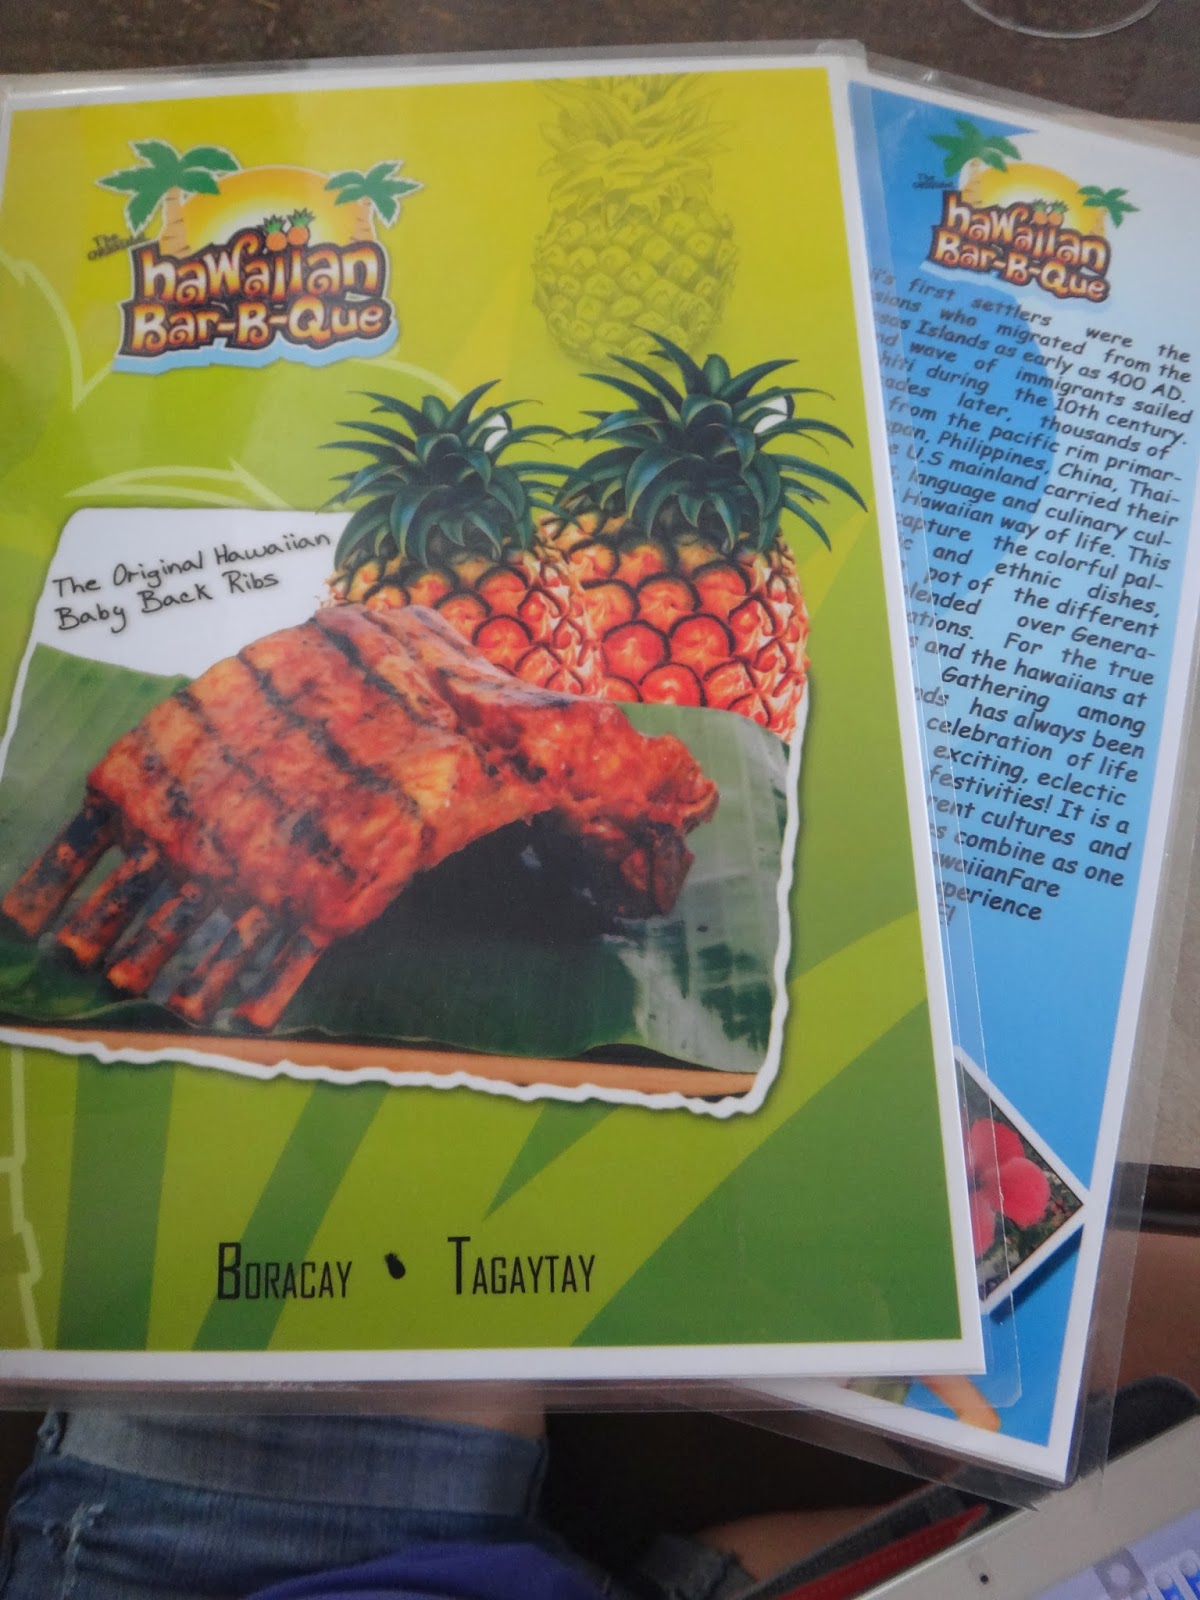 The
Original
hawaiian
Bar-B-Que
The Original Hawaiian
Baby Back Ribs
Boracay
Tagaytay
The
hawaiian
Bar-B-Que
first settlers were the
who migrated from the
Islands as early as 400 AD.
wave of immigrants sailed
during the 10th century.
later, thousands of
from the pacific rim primar-
Philippines, China, Thai-
U.S mainland carried their
language and culinary cul-
Hawaiian way of life. This
capture the colorful pal-
and ethnic dishes,
pot of the different
over Genera-
For the true
and the hawaiians at
Gathering among
has always been
celebration of life
exciting, eclectic
festivities! It is a
cultures and
combine as one
Fare